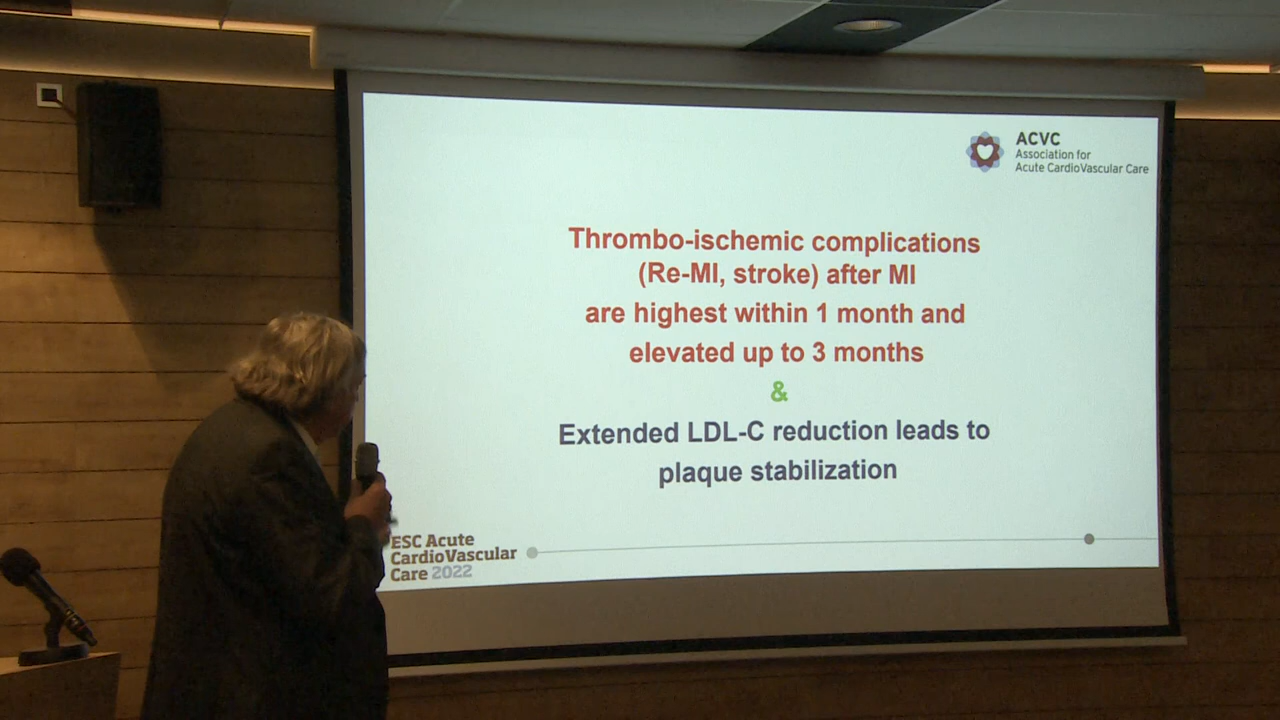 ACVC
Association for
Acute CardioVascular Care
Thrombo-ischemic complications
(Re-MI, stroke) after MI
are highest within 1 month and
elevated up to 3 months
&
Extended LDL-C reduction leads to
plaque stabilization
ESC Acute
CardioVascular
Care 2022